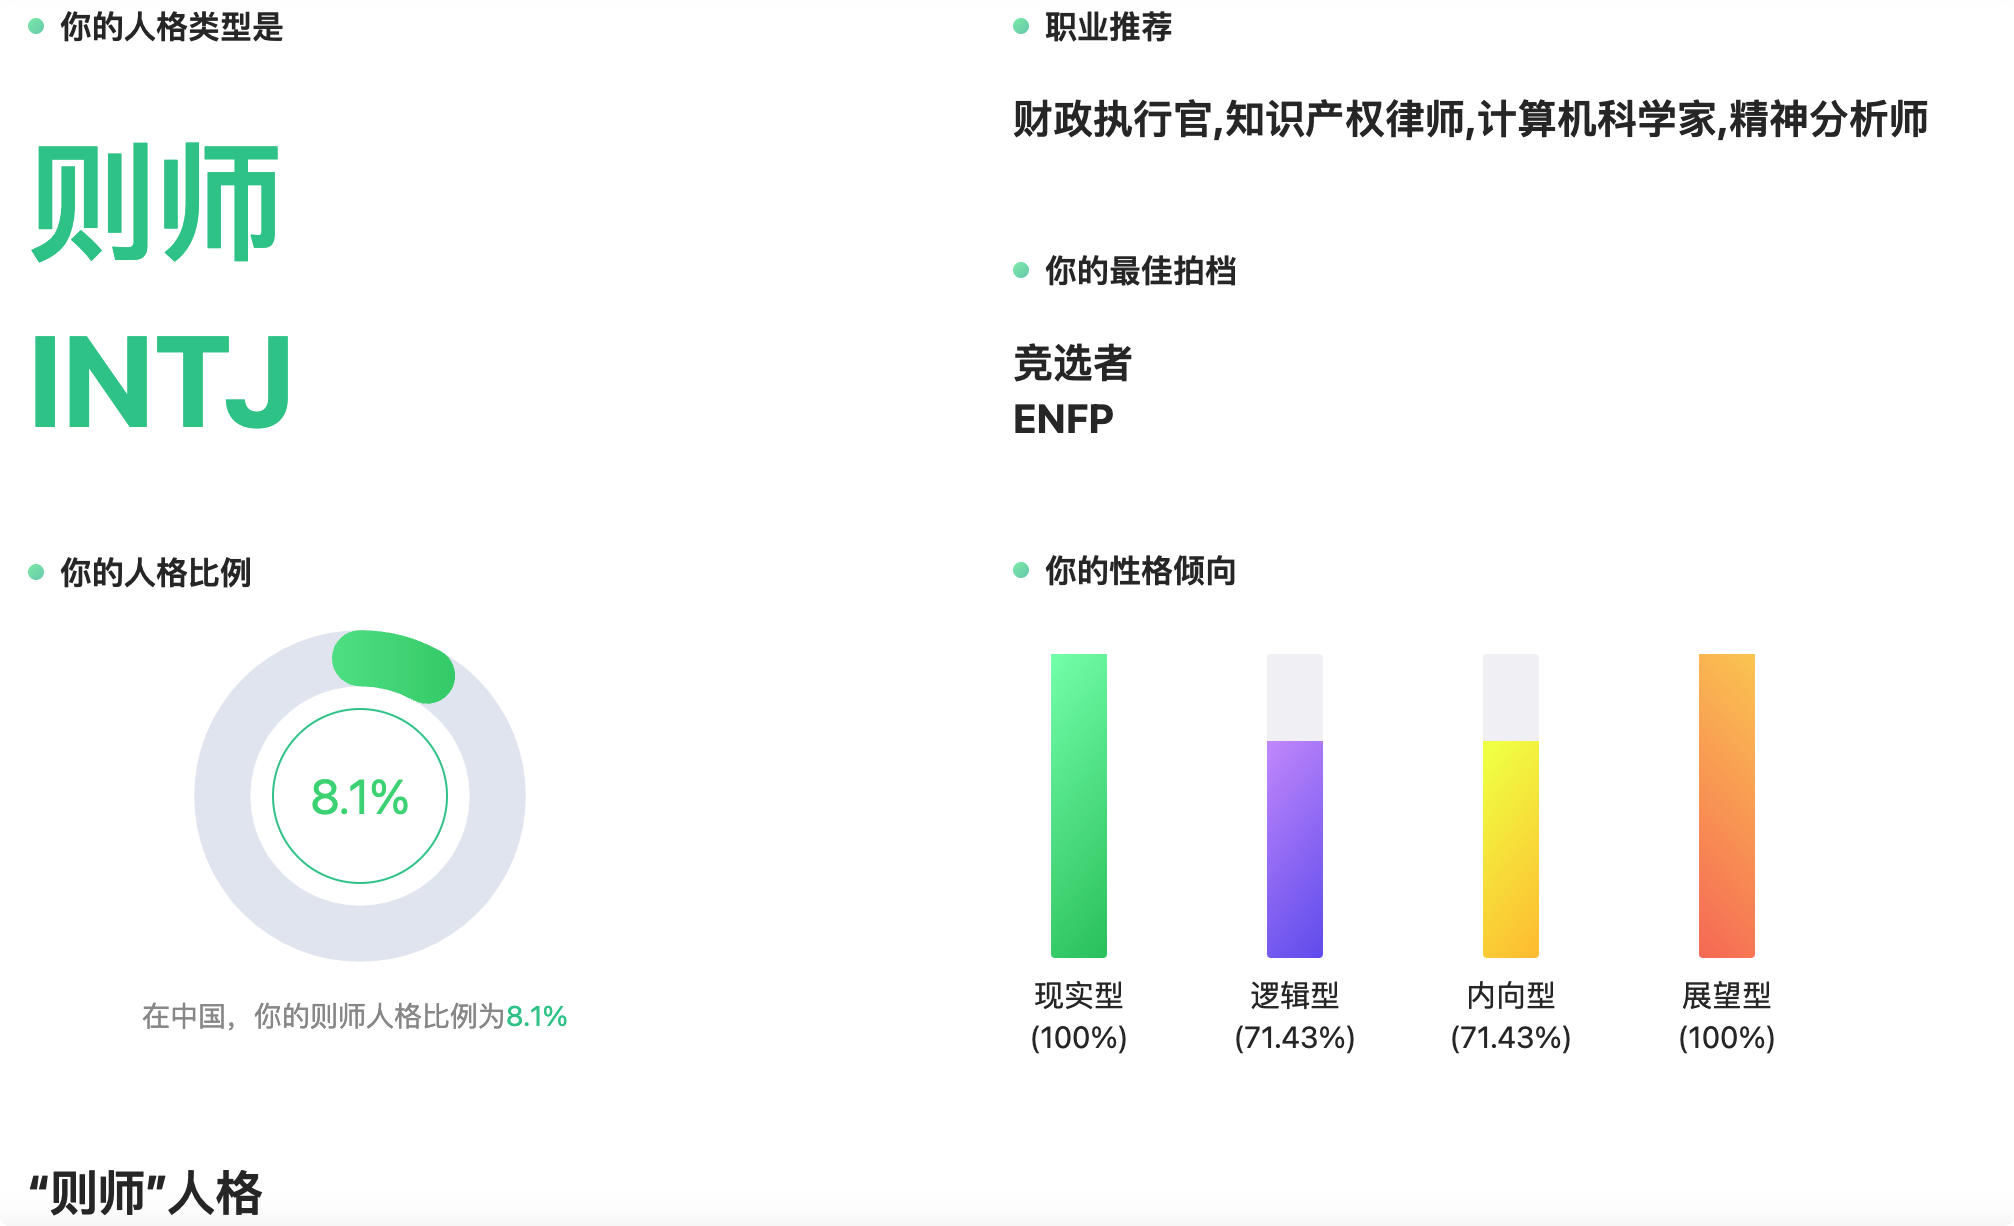 你的人格类型是
则师
INTJ
职业推荐
财政执行官,知识产权律师,计算机科学家,精神分析师
你的最佳拍档
竞选者
ENFP
你的人格比例
8.1%
在中国，你的则师人格比例为8.1%
你的性格倾向
现实型 逻辑型 内向型 展望型
(100%) (71.43%) (71.43%) (100%)
“则师”人格